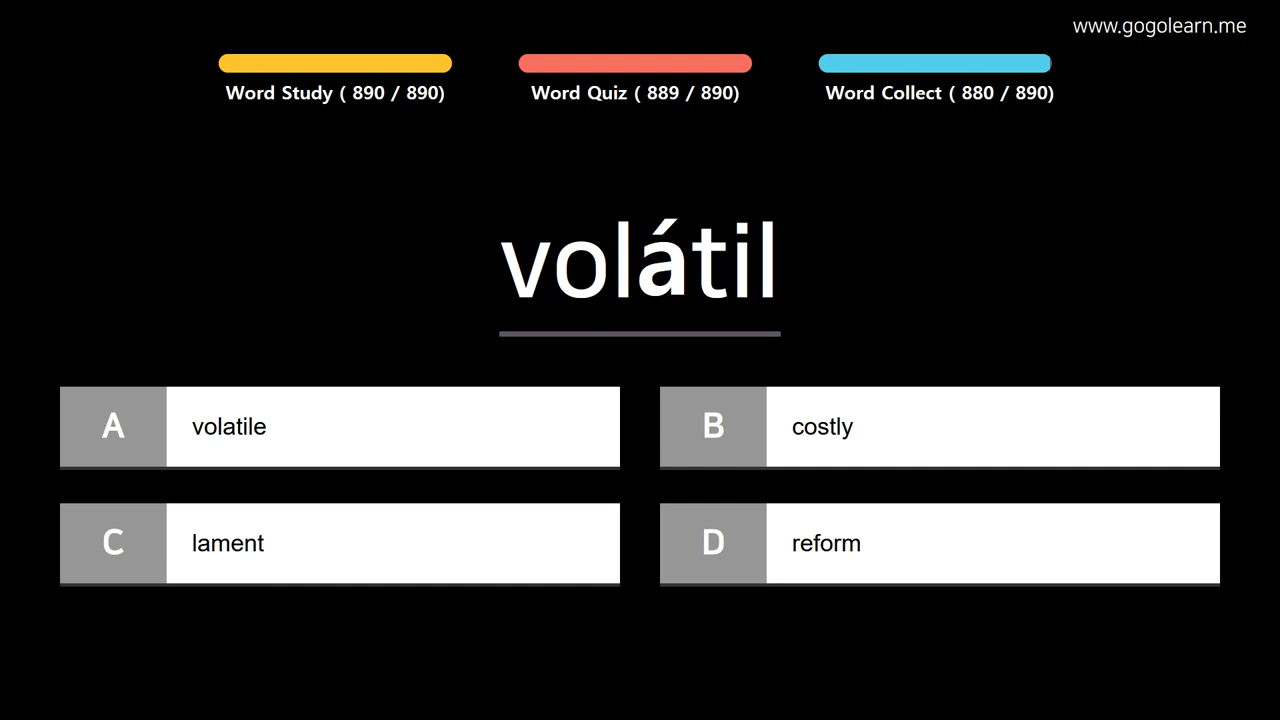 www.gogolearn.me
Word Study ( 890 / 890)
Word Quiz ( 889 / 890)
Word Collect ( 880 / 890)
volátil
A volatile
B costly
C lament
D reform